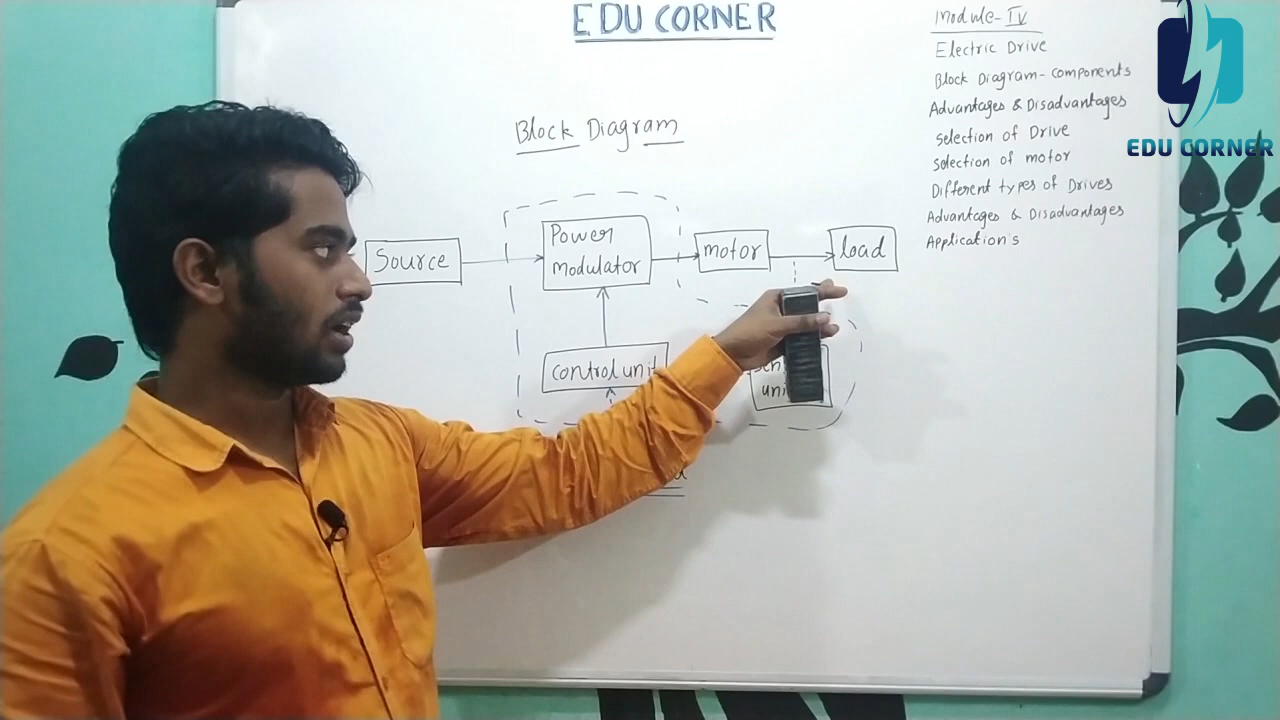 EDU CORNER
Module-IV
Electric Drive
Block Diagram-Components
Advantages & Disadvantages
Selection of Drive
Selection of motor
Different types of Drives
Advantages & Disadvantages
Application's
EDU CORNER
Block Diagram
Source
Power
modulator
motor
load
control unit
unit